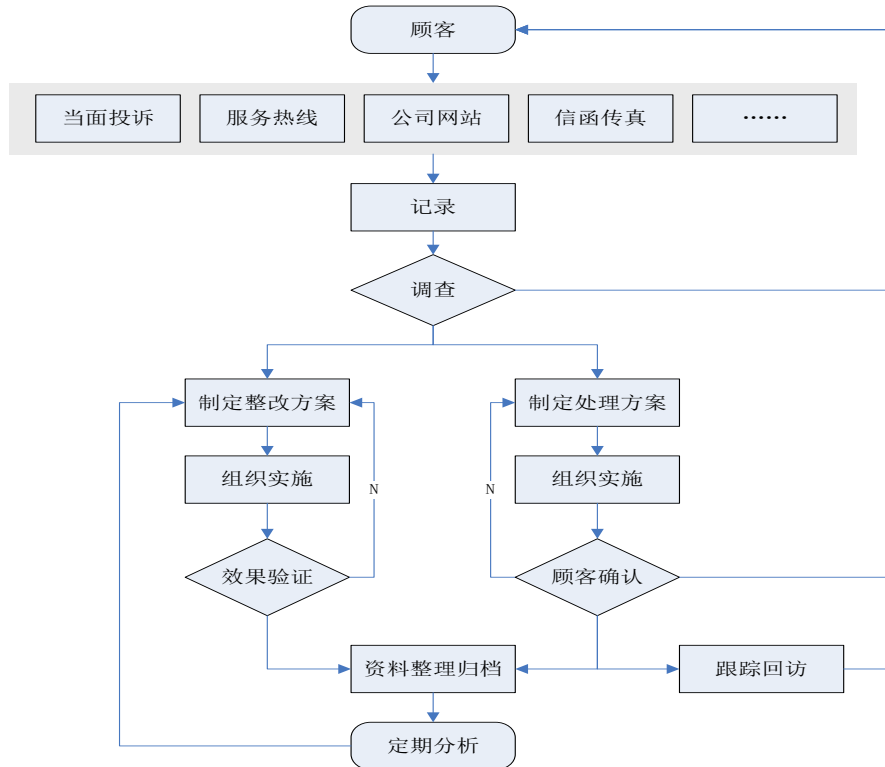 顾客
当面投诉
服务热线
公司网站
信函传真
……
记录
调查
制定整改方案
制定处理方案
组织实施
组织实施
N
N
效果验证
顾客确认
资料整理归档
跟踪回访
定期分析